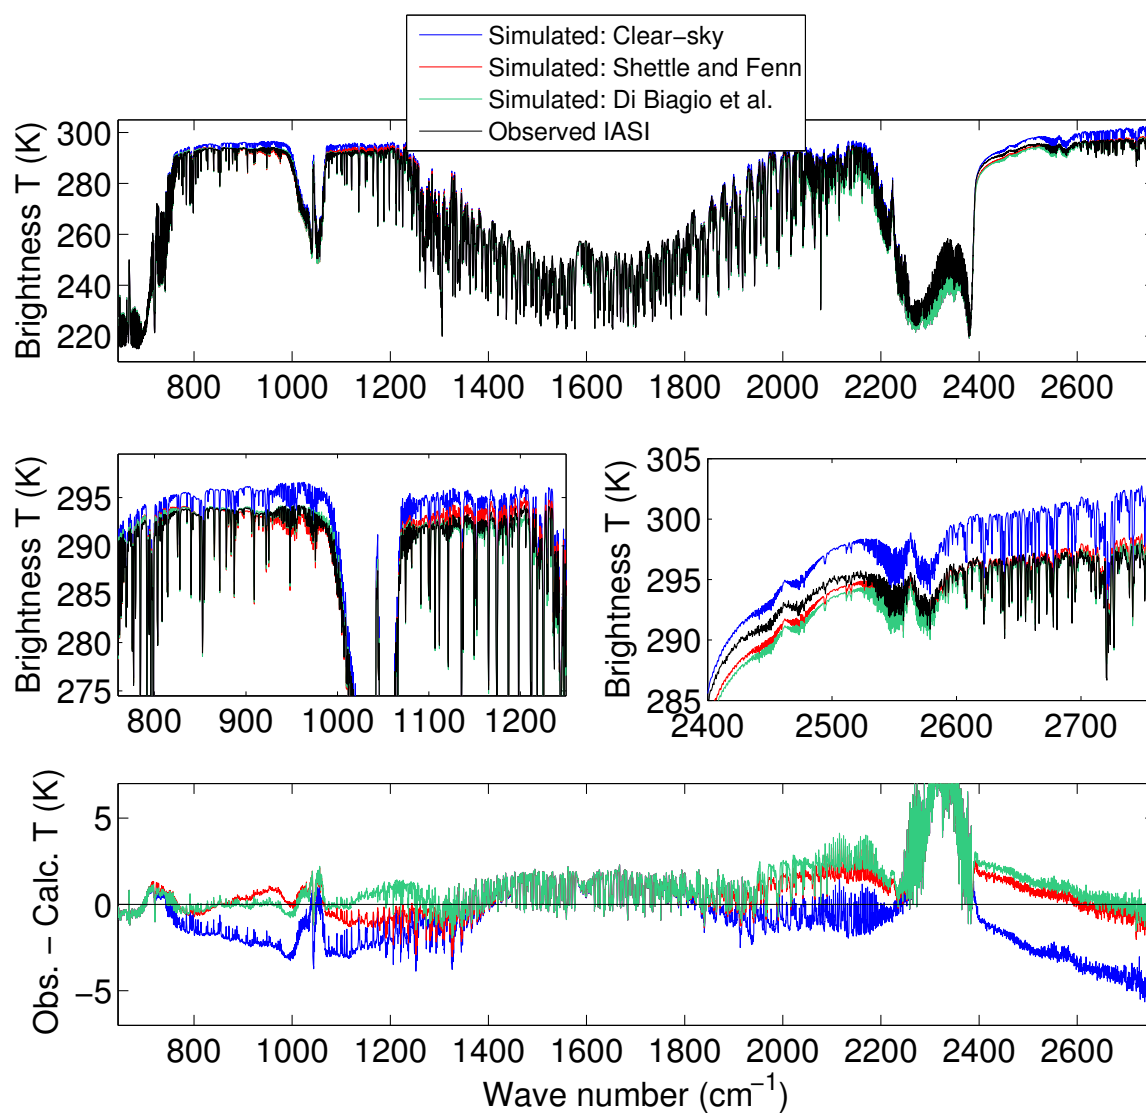 Simulated: Clear−sky
Simulated: Shettle and Fenn
Simulated: Di Biagio et al.
Observed IASI
Brightness T (K)
300
280
260
240
220
800 1000 1200 1400 1600 1800 2000 2200 2400 2600
Brightness T (K)
295
290
285
280
275
800 900 1000 1100 1200
Brightness T (K)
305
300
295
290
285
2400 2500 2600 2700
Obs. − Calc. T (K)
5
0
−5
800 1000 1200 1400 1600 1800 2000 2200 2400 2600
Wave number (cm⁻¹)